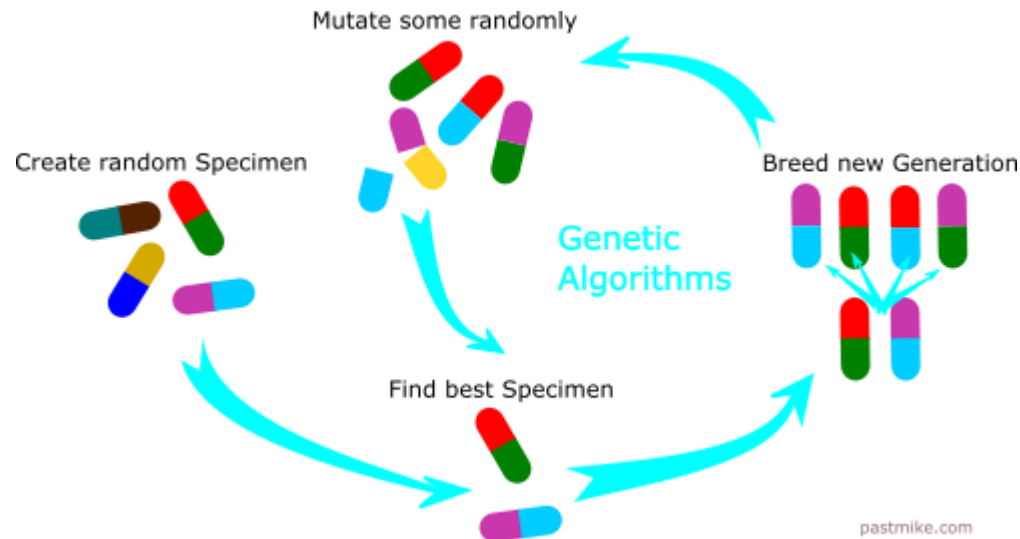 Mutate some randomly
Create random Specimen
Breed new Generation
Genetic
Algorithms
Find best Specimen
pastmike.com